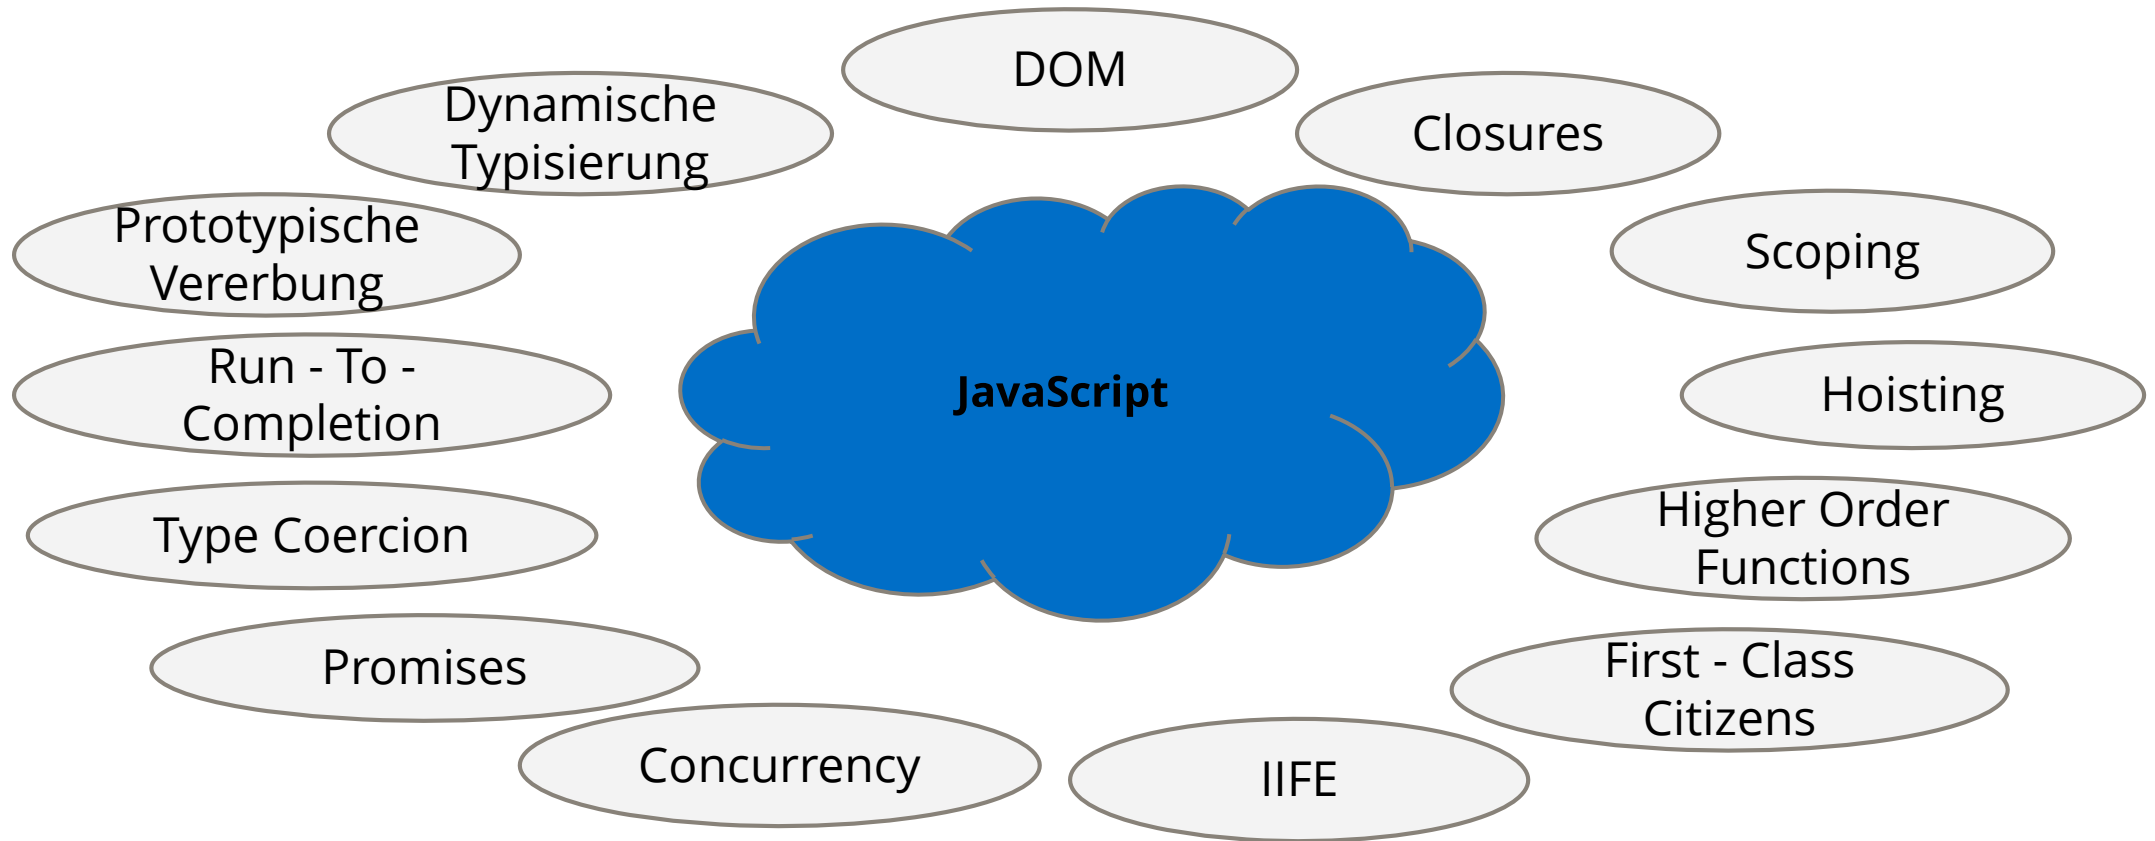 DOM
Dynamische
Typisierung
Closures
Prototypische
Vererbung
Scoping
Run - To -
Completion
JavaScript
Hoisting
Type Coercion
Higher Order
Functions
Promises
First - Class
Citizens
Concurrency
IIFE